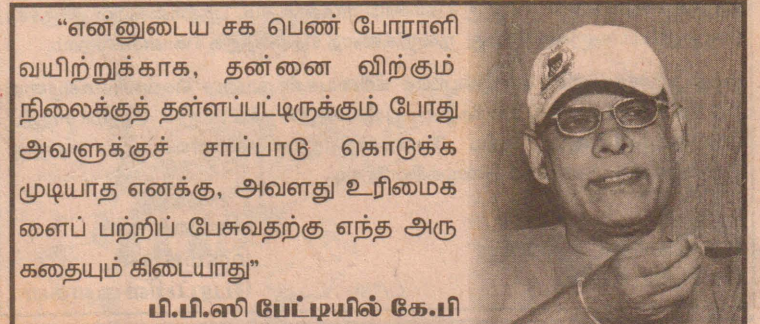 “என்னுடைய சக பெண் போராளி
வயிற்றுக்காக, தன்னை விற்கும்
நிலைக்குத் தள்ளப்பட்டிருக்கும் போது
அவளுக்குச் சாப்பாடு கொடுக்க
முடியாத எனக்கு, அவளது உரிமைக
ளைப் பற்றிப் பேசுவதற்கு எந்த அரு
கதையும் கிடையாது”
பி.பி.ஸி பேட்டியில் கே.பி